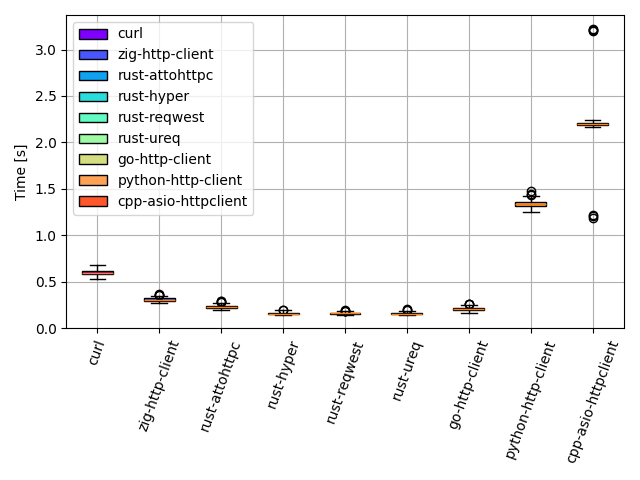 Time [s]
3.0
2.5
2.0
1.5
1.0
0.5
0.0
curl
zig-http-client
rust-attohttpc
rust-hyper
rust-reqwest
rust-ureq
go-http-client
python-http-client
cpp-asio-httpclient
curl
zig-http-client
rust-attohttpc
rust-hyper
rust-reqwest
rust-ureq
go-http-client
python-http-client
cpp-asio-httpclient